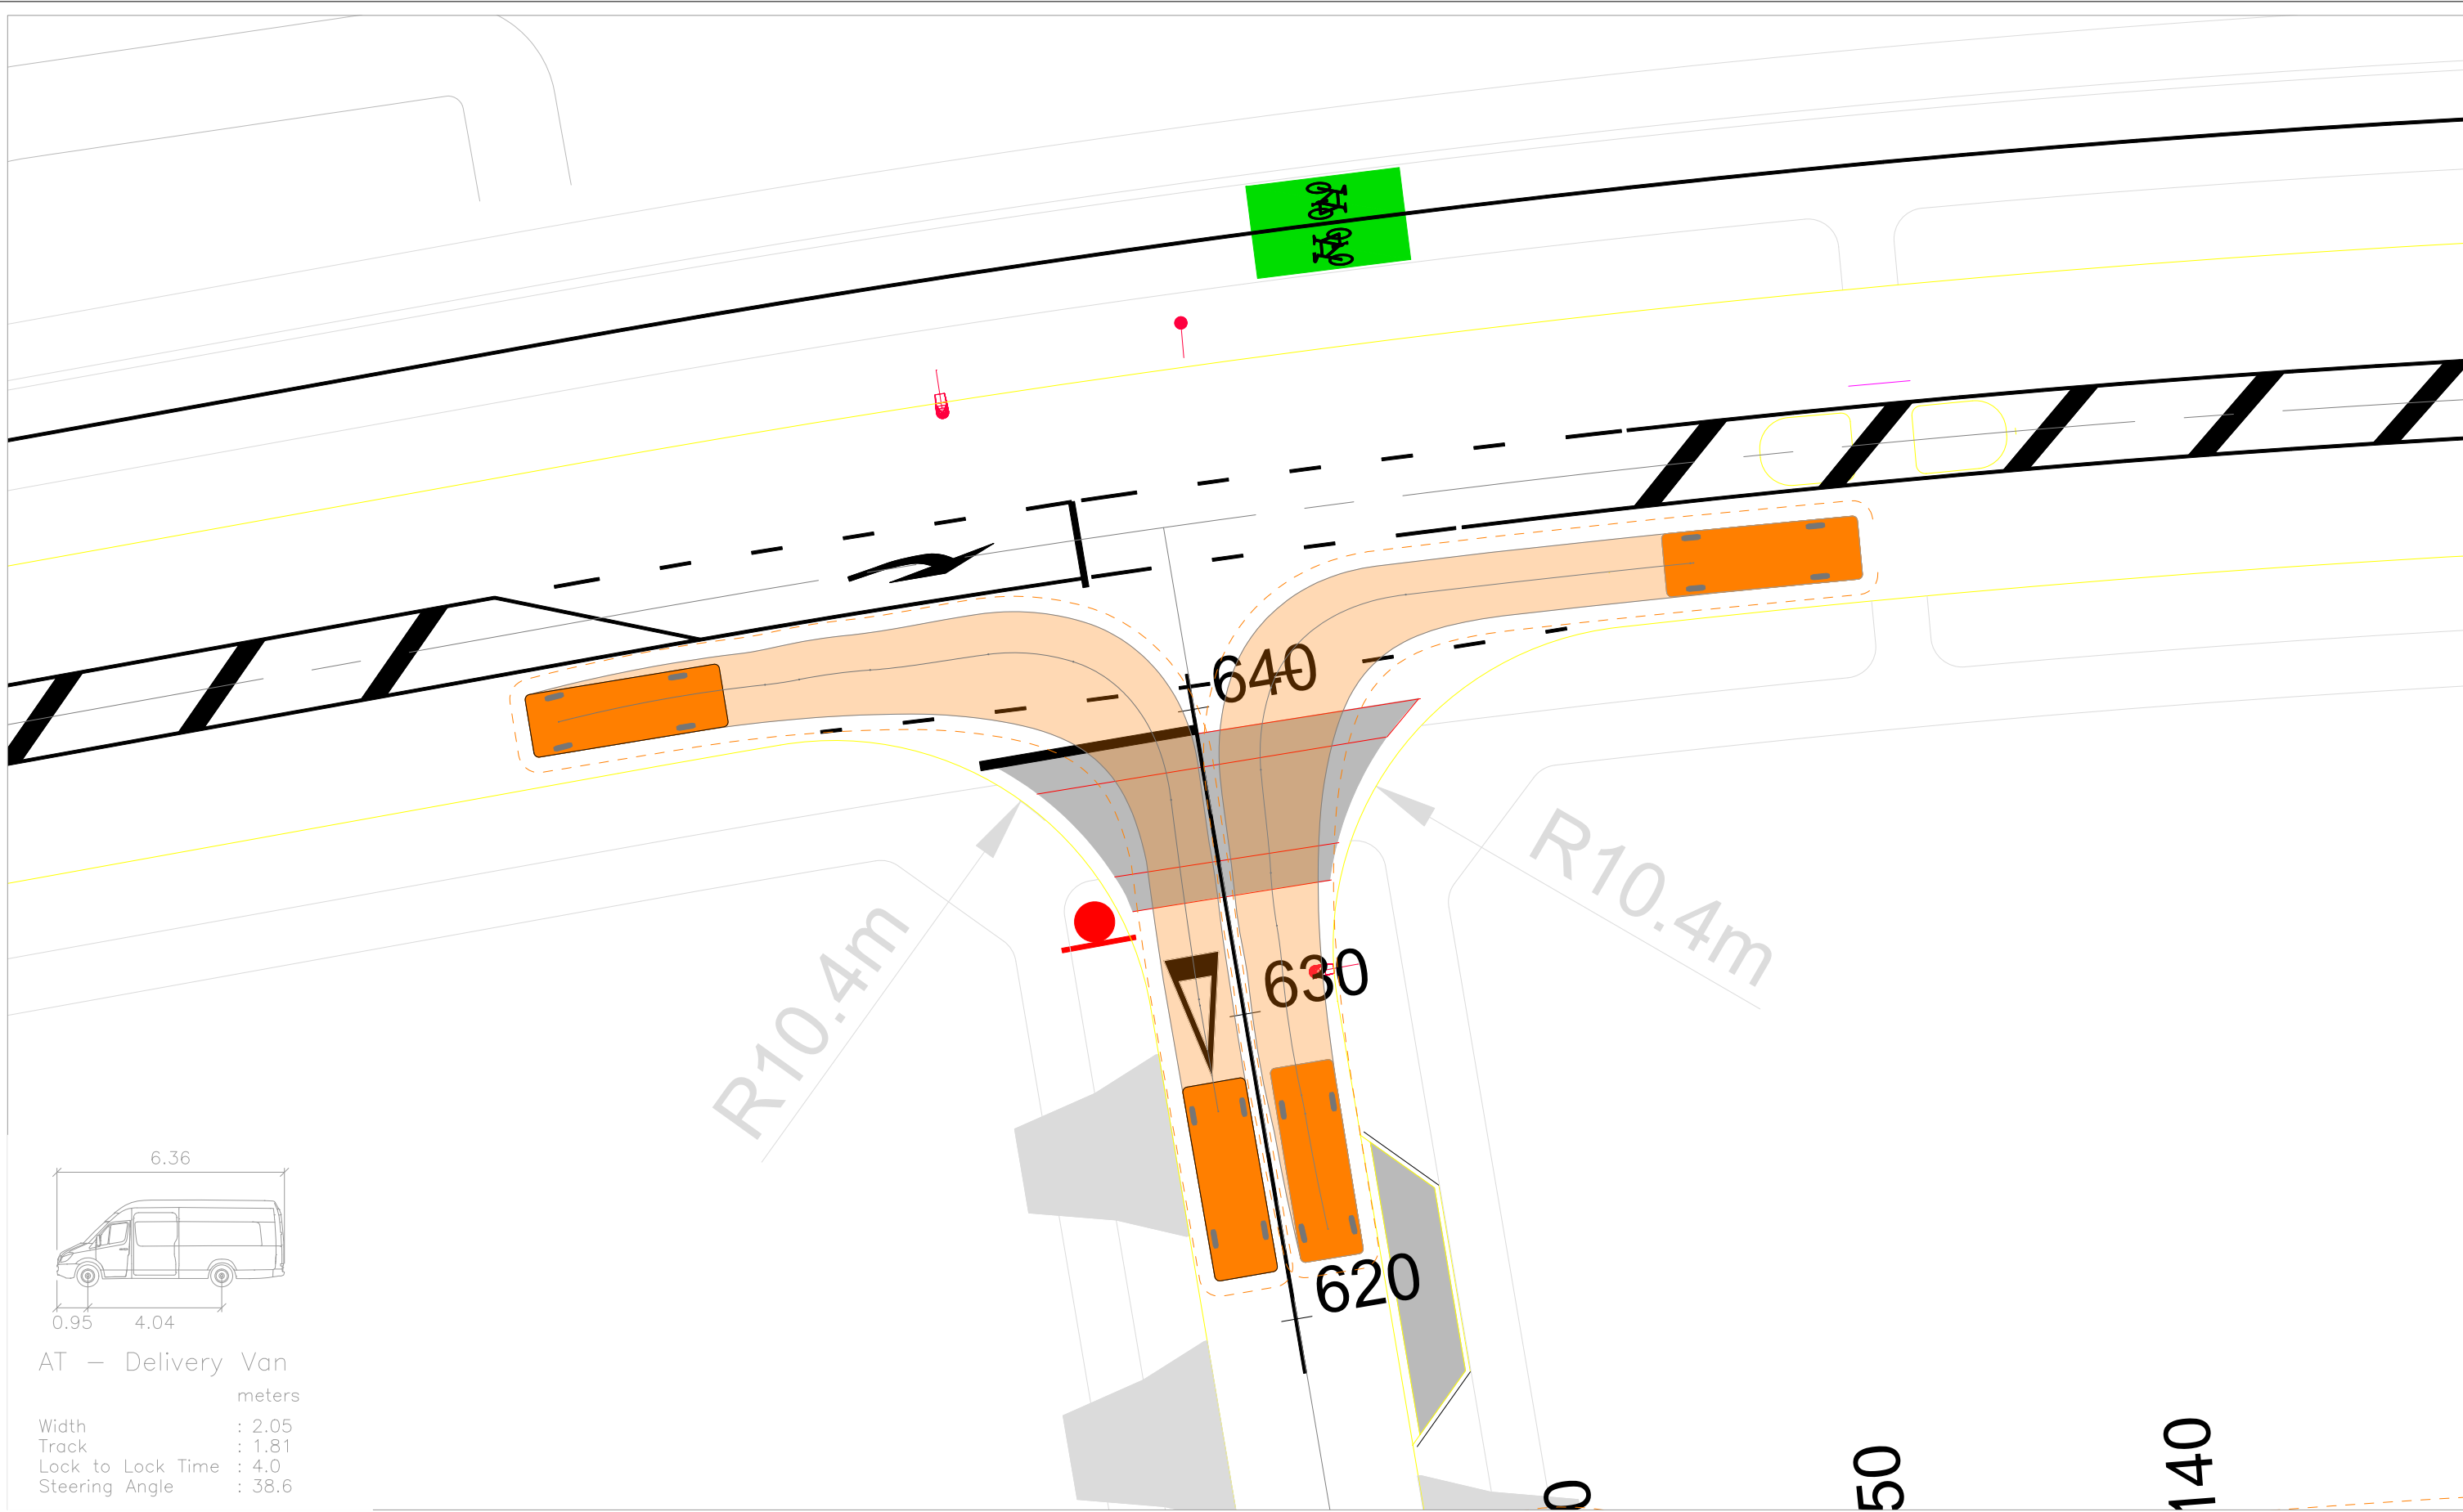 640
R10.4m
R10.4m
630
620
6.36
0.95 4.04
AT - Delivery Van
meters
Width : 2.05
Track : 1.81
Lock to Lock Time : 4.0
Steering Angle : 38.6
0
50
140